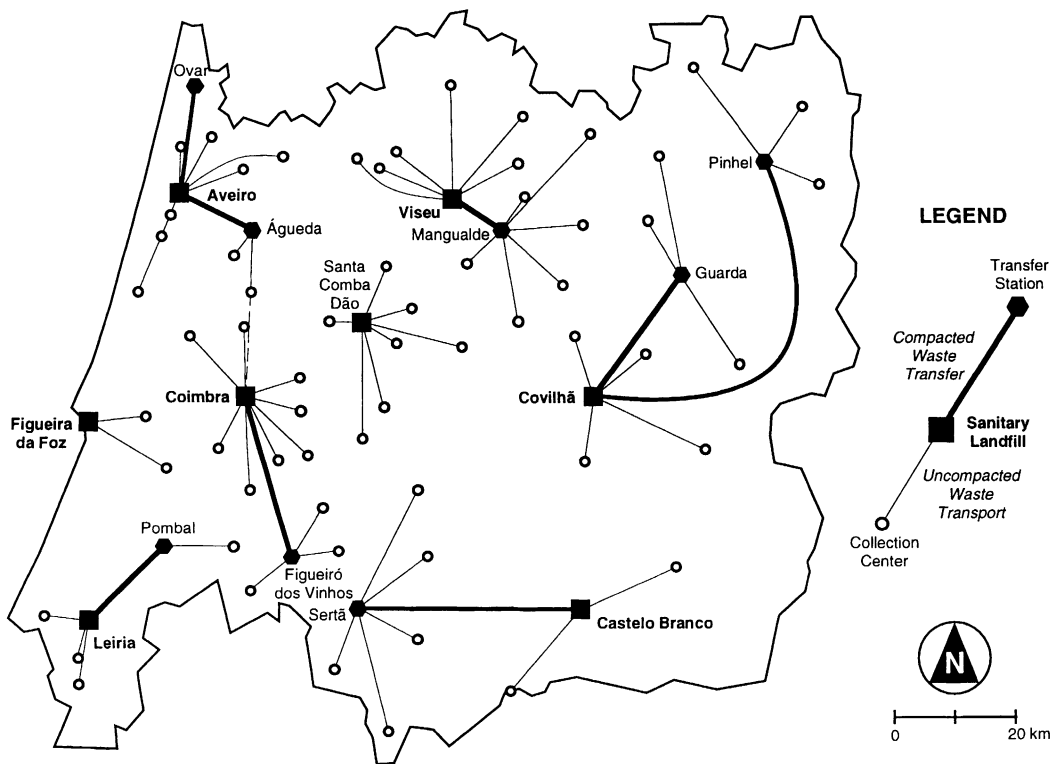 Ovar
Aveiro
Águeda
Viseu
Mangualde
Pinhel
Guarda
Santa
Comba
Dão
Coimbra
Covilhã
Figueira
da Foz
Pombal
Leiria
Figueiró
dos Vinhos
Sertã
Castelo Branco
LEGEND
Transfer
Station
Compacted
Waste
Transfer
Sanitary
Landfill
Uncompacted
Waste
Transport
Collection
Center
N
0
20 km